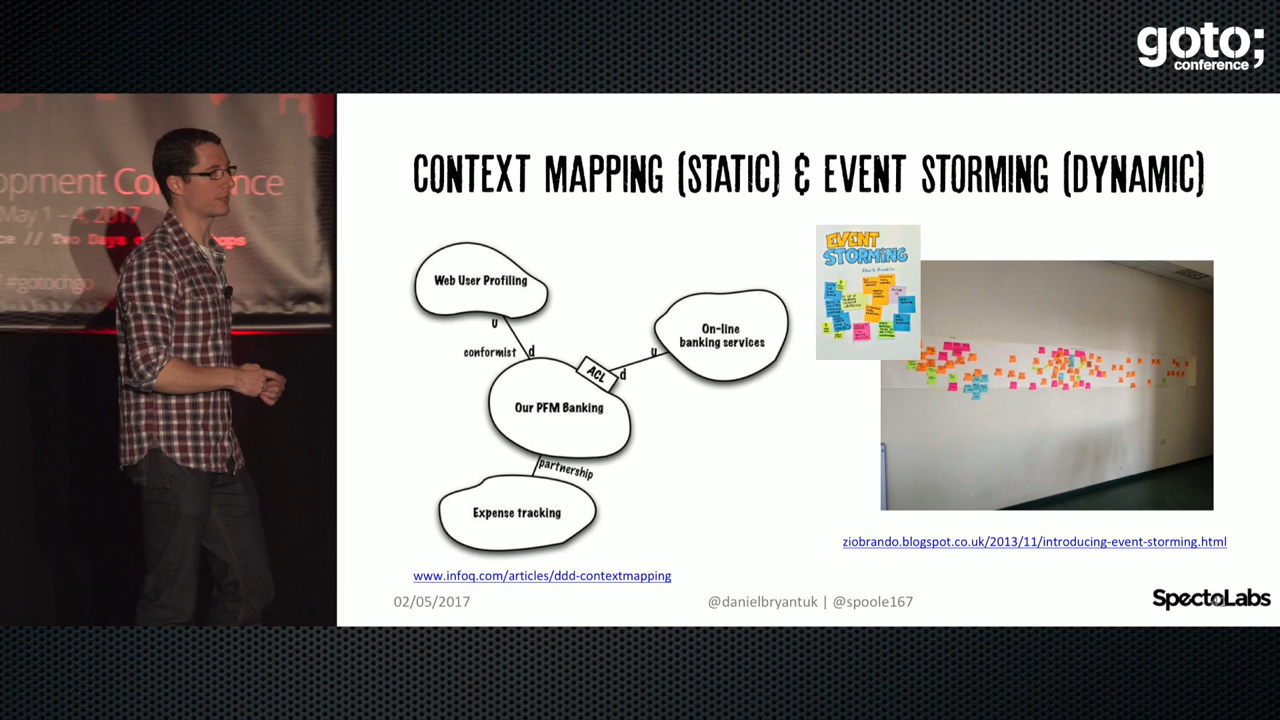 goto;
conference
opment Conference
May 1 – 4, 2017
#gotochgo
CONTEXT MAPPING (STATIC) & EVENT STORMING (DYNAMIC)
Web User Profiling
U
conformist
d
ACL
d
U
On-line
banking services
Our PFM Banking
partnership
Expense tracking
EVENT
STORMING
ziobrando.blogspot.co.uk/2013/11/introducing-event-storming.html
www.infoq.com/articles/ddd-contextmapping
02/05/2017
@danielbryantuk | @spoole167
SpectoLabs